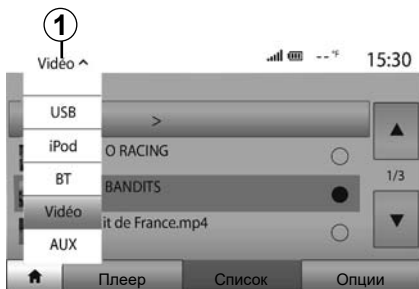 1
Vidéo ^ -- °F 15:30
USB
>
iPod
O RACING
BT
BANDITS
1/3
Vidéo
it de France.mp4
AUX
Плеер Список Опции